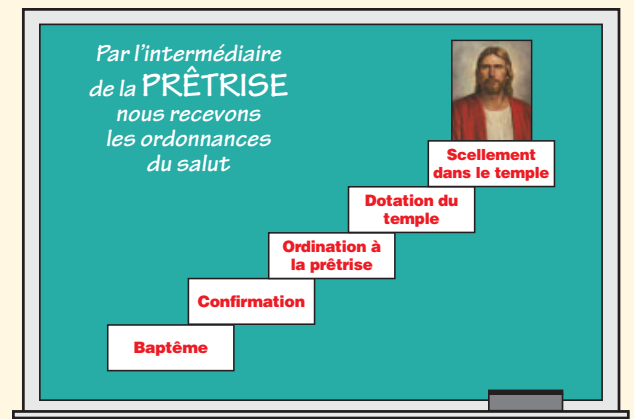 Par l'intermédiaire
de la PRÊTRISE
nous recevons
les ordonnances
du salut
Scellement
dans le temple
Dotation du
temple
Ordination à
la prêtrise
Confirmation
Baptême